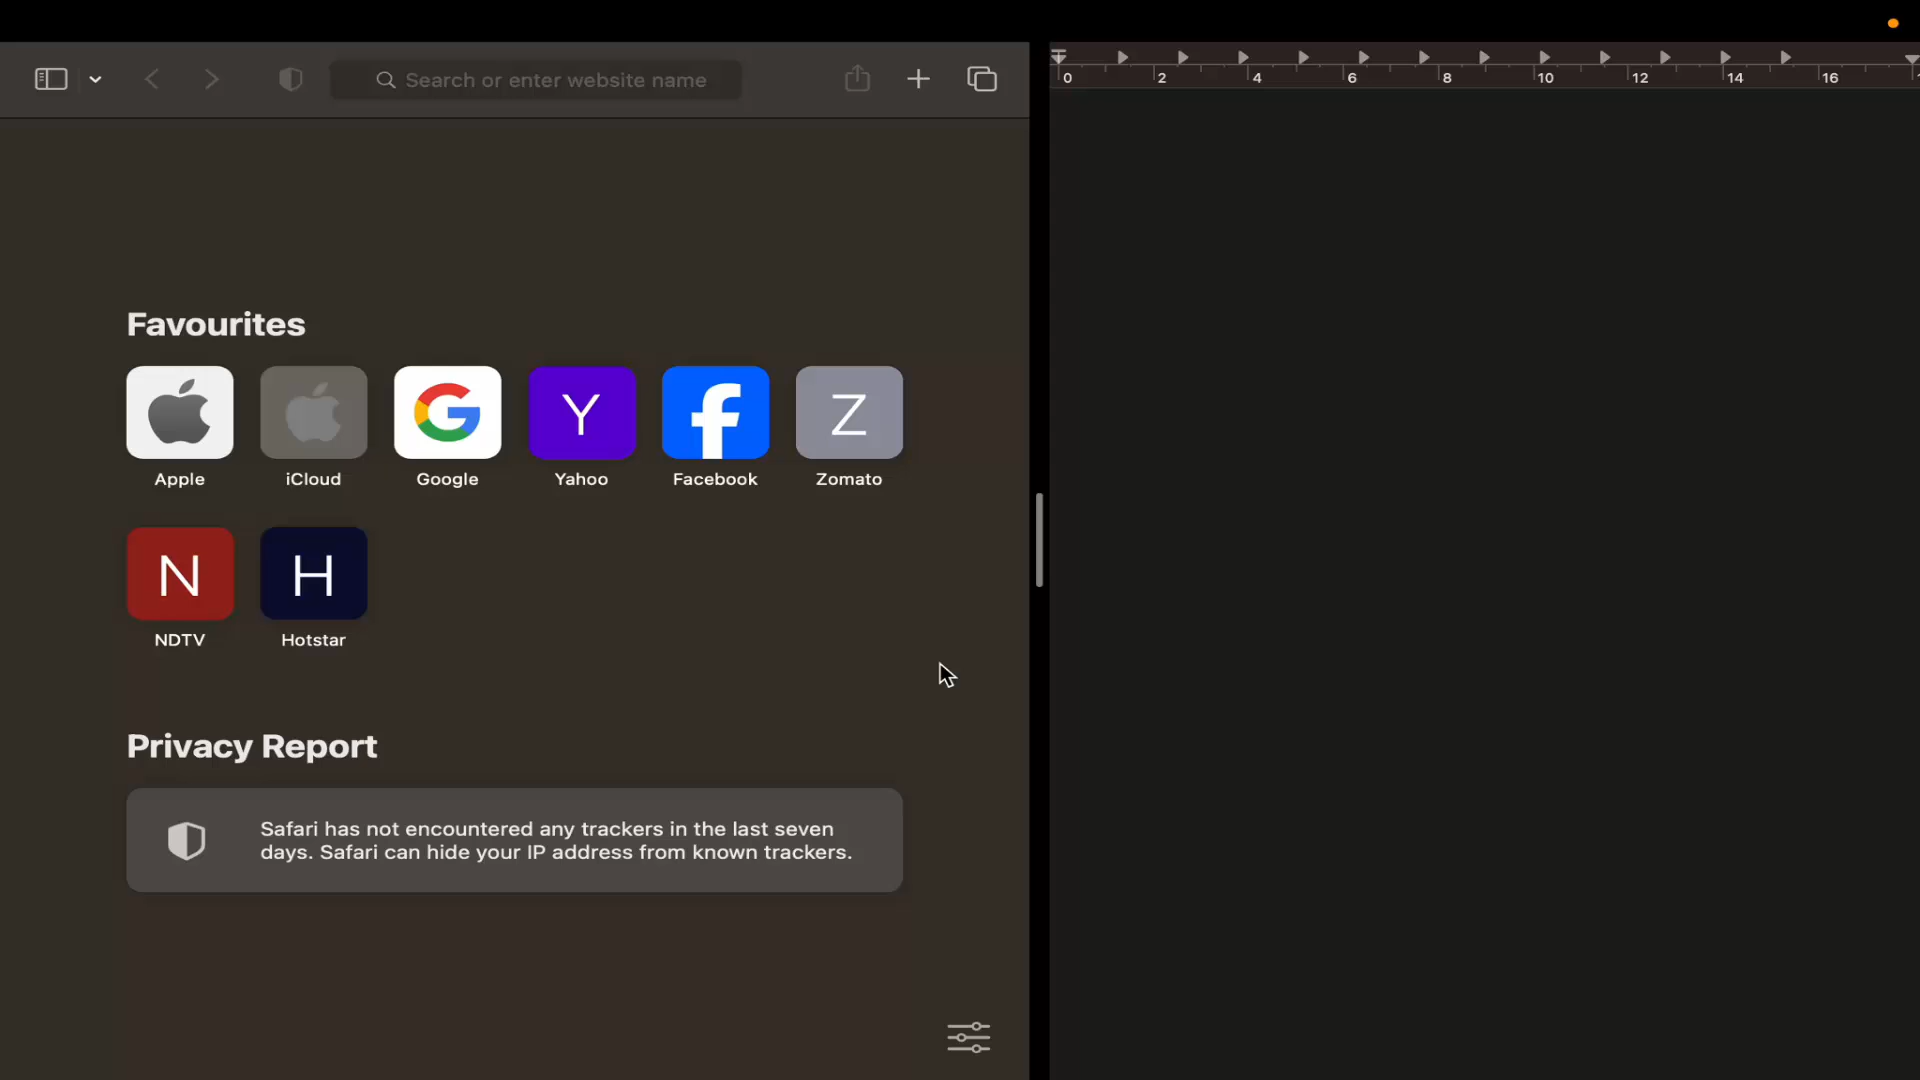 Search or enter website name
0 2 4 6 8 10 12 14 16
Favourites
Y
Z
Apple iCloud Google Yahoo Facebook Zomato
N H
NDTV Hotstar
Privacy Report
Safari has not encountered any trackers in the last seven
days. Safari can hide your IP address from known trackers.